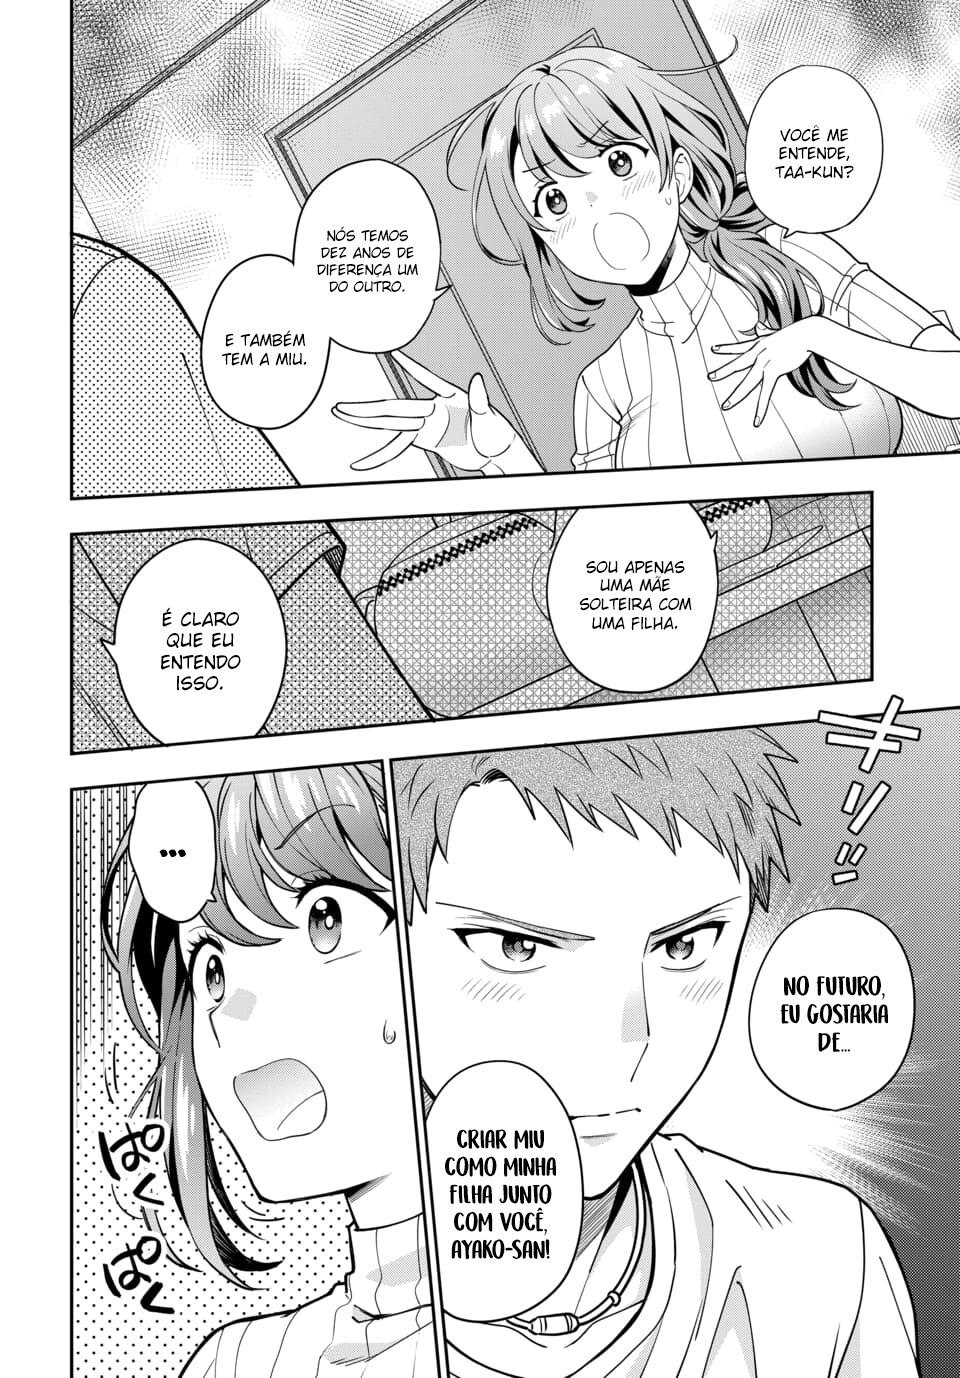 VOCÊ ME
ENTENDE,
TAA-KUN?
NÓS TEMOS
DEZ ANOS DE
DIFERENÇA UM
DO OUTRO.
E TAMBÉM
TEM A MIU.
SOU APENAS
UMA MÃE
SOLTEIRA COM
UMA FILHA.
É CLARO
QUE EU
ENTENDO
ISSO.
キリッ!!
NO FUTURO,
EU GOSTARIA
DE...
CRIAR MIU
COMO MINHA
FILHA JUNTO
COM VOCÊ,
AYAKO-SAN!
...
ぱく
ぱく